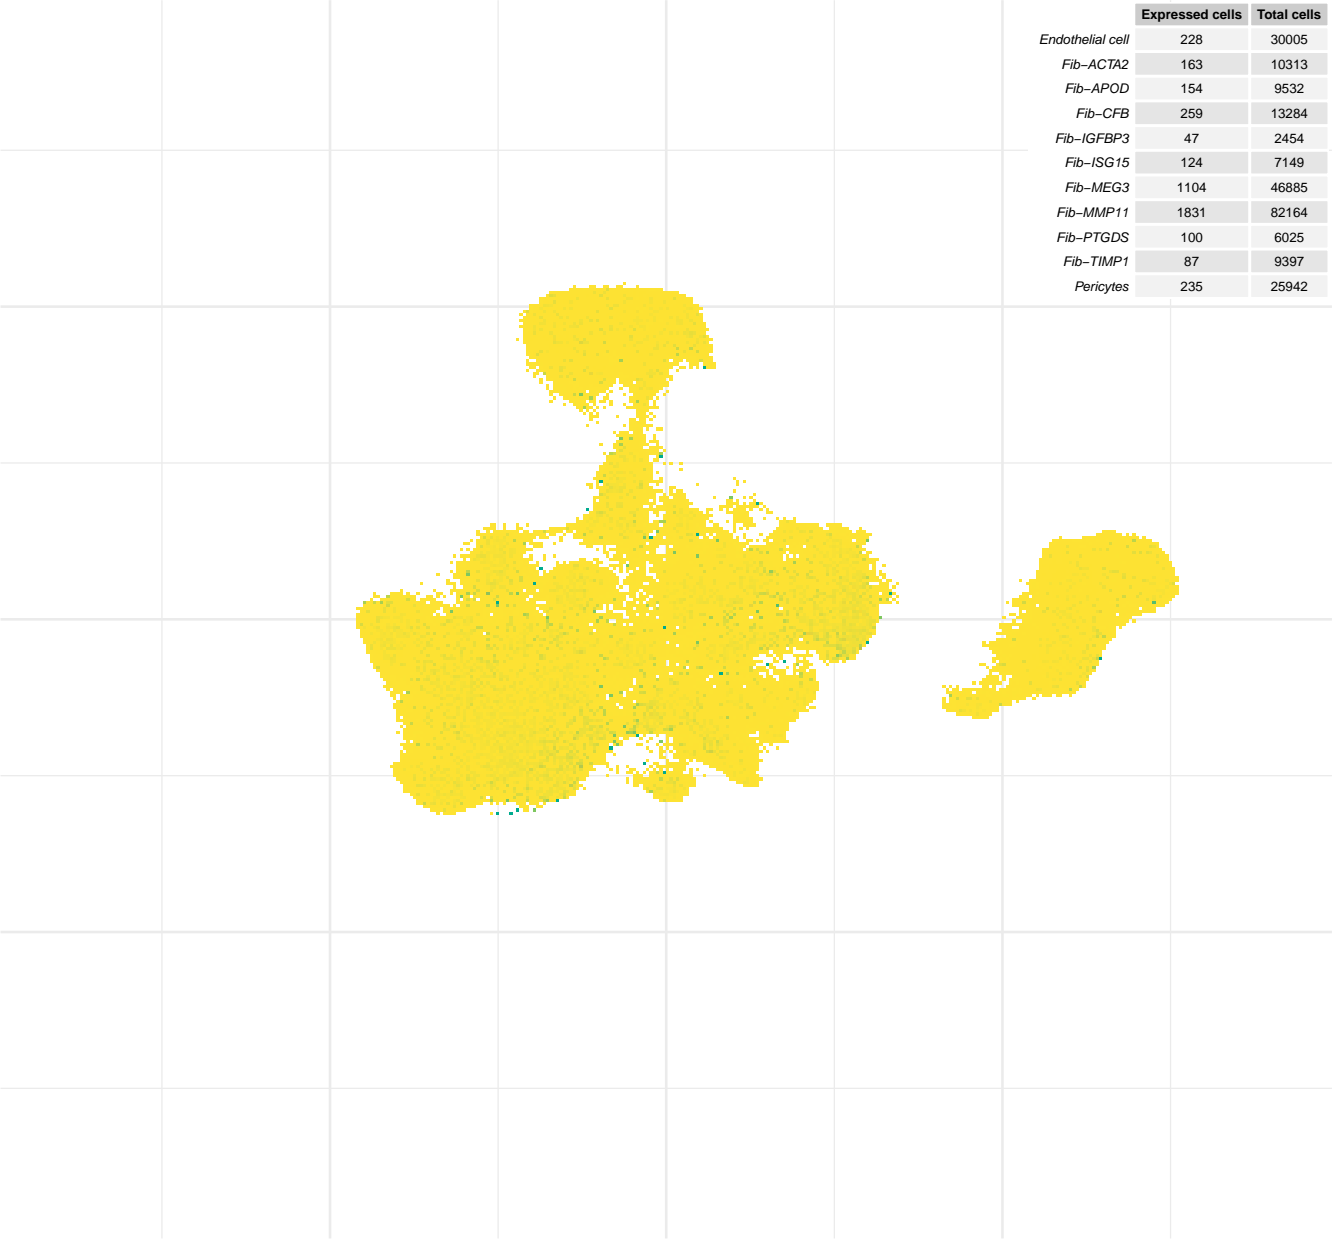 Expressed cells Total cells
Endothelial cell 228 30005
Fib−ACTA2 163 10313
Fib−APOD 154 9532
Fib−CFB 259 13284
Fib−IGFBP3 47 2454
Fib−ISG15 124 7149
Fib−MEG3 1104 46885
Fib−MMP11 1831 82164
Fib−PTGDS 100 6025
Fib−TIMP1 87 9397
Pericytes 235 25942